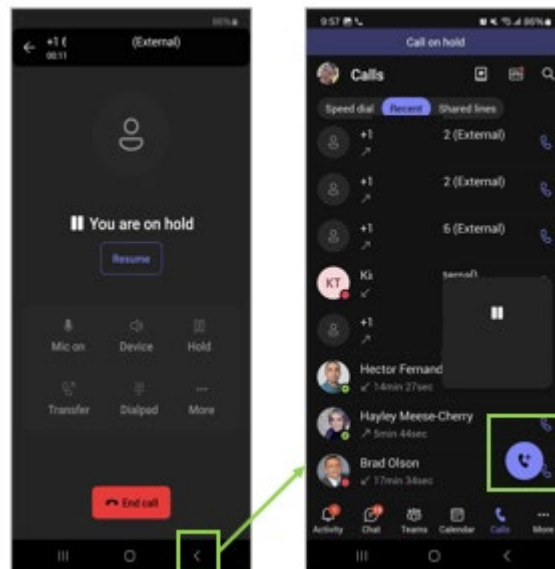 86%
+1 6 (External)
00:11
You are on hold
Resume
Mic on Device Hold
Transfer Dialpad More
End call
9:57 86%
Call on hold
Calls
Speed dial Recent Shared lines
+1 2 (External)
+1 2 (External)
+1 6 (External)
KT Ki
+1
Hector Fernand
14min 27sec
Hayley Meese-Cherry
5min 44sec
Brad Olson
17min 34sec
Activity Chat Teams Calendar Calls More